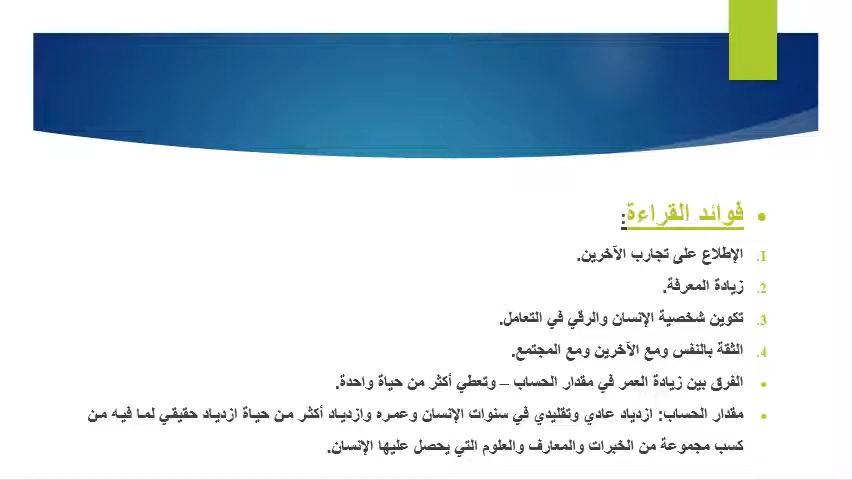 • فوائد القراءة:
1. الإطلاع على تجارب الآخرين.
2. زيادة المعرفة.
3. تكوين شخصية الإنسان والرقي في التعامل.
4. الثقة بالنفس ومع الآخرين ومع المجتمع.
• الفرق بين زيادة العمر في مقدار الحساب – وتعطي أكثر من حياة واحدة.
• مقدار الحساب: ازدياد عادي وتقليدي في سنوات الإنسان وعمره وازدياد أكثر من حياة ازدياد حقيقي لما فيه من
كسب مجموعة من الخبرات والمعارف والعلوم التي يحصل عليها الإنسان.